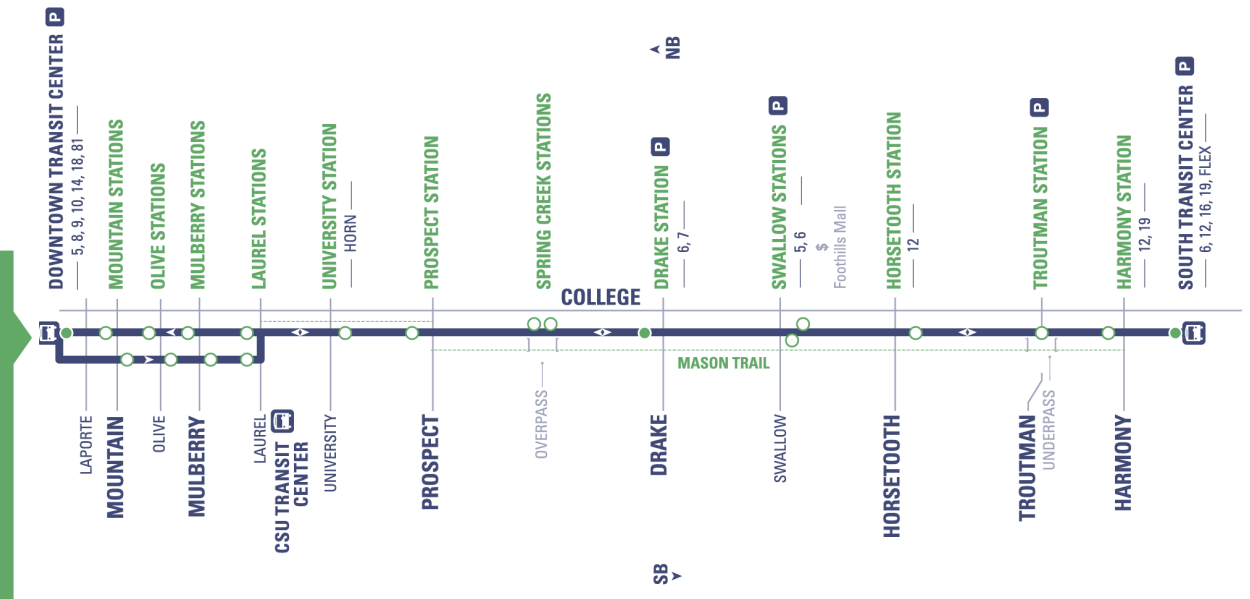 DOWNTOWN TRANSIT CENTER P
5, 8, 9, 10, 14, 18, 81
MOUNTAIN STATIONS
OLIVE STATIONS
MULBERRY STATIONS
LAUREL STATIONS
UNIVERSITY STATION
HORN
PROSPECT STATION
SPRING CREEK STATIONS
DRAKE STATION P
6, 7
SWALLOW STATIONS P
5, 6
$
Foothills Mall
HORSETOOTH STATION
12
TROUTMAN STATION P
HARMONY STATION
12, 19
SOUTH TRANSIT CENTER P
6, 12, 16, 19, FLEX
NB
COLLEGE
MASON TRAIL
LAPORTE
MOUNTAIN
OLIVE
MULBERRY
LAUREL
CSU TRANSIT
CENTER
UNIVERSITY
PROSPECT
OVERPASS
DRAKE
SWALLOW
HORSETOOTH
TROUTMAN
UNDERPASS
HARMONY
SB